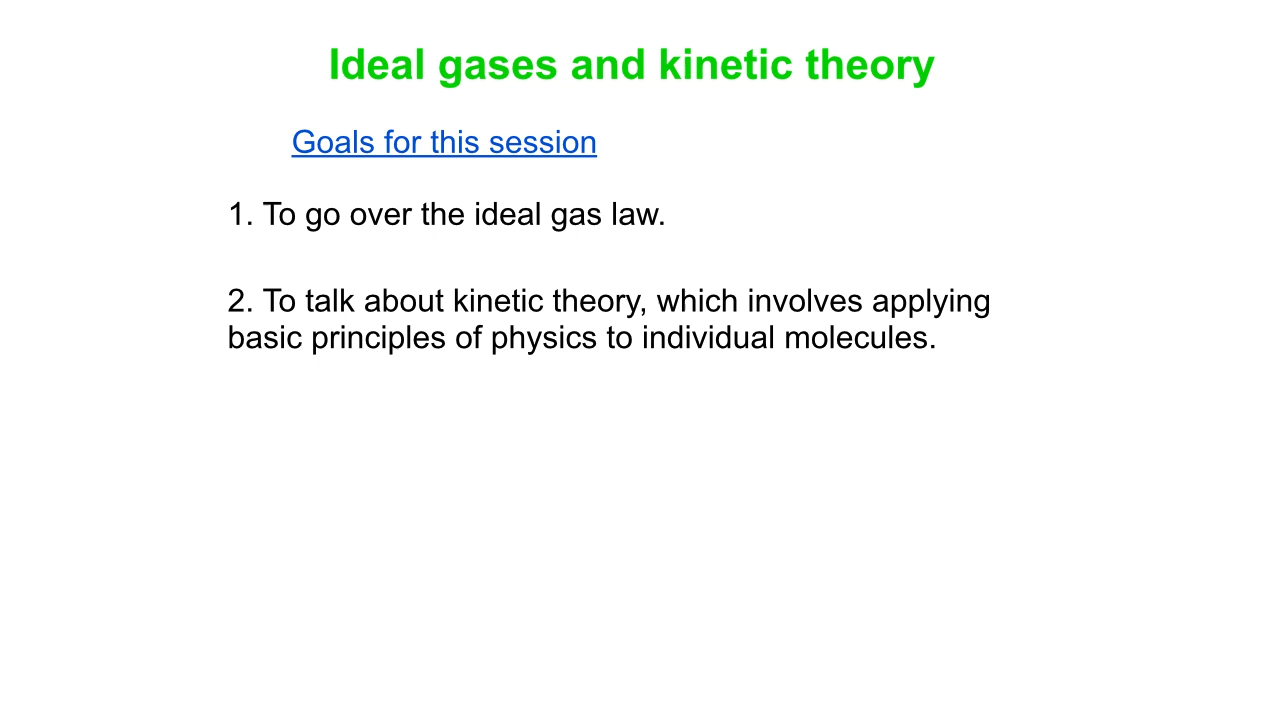 Ideal gases and kinetic theory
Goals for this session
1. To go over the ideal gas law.
2. To talk about kinetic theory, which involves applying
basic principles of physics to individual molecules.